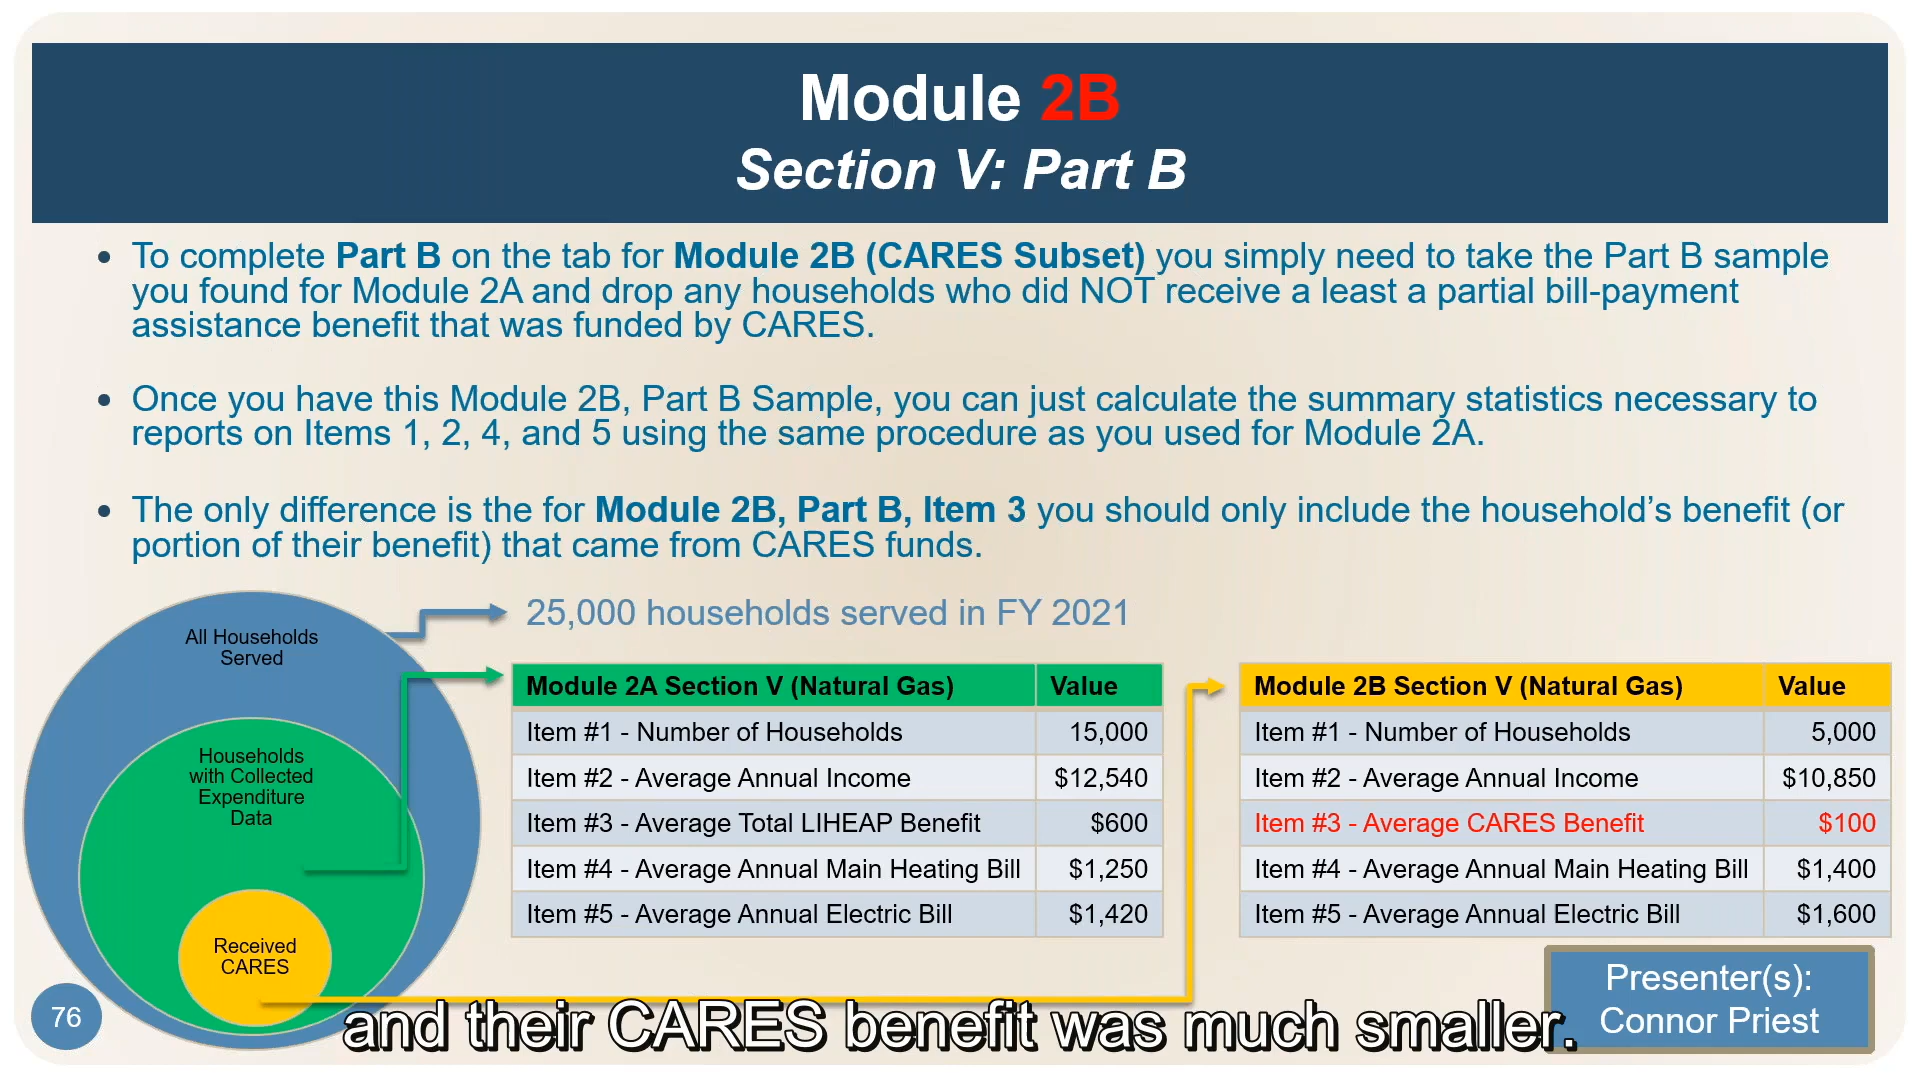 Module 2B
Section V: Part B
• To complete Part B on the tab for Module 2B (CARES Subset) you simply need to take the Part B sample
you found for Module 2A and drop any households who did NOT receive a least a partial bill-payment
assistance benefit that was funded by CARES.
• Once you have this Module 2B, Part B Sample, you can just calculate the summary statistics necessary to
reports on Items 1, 2, 4, and 5 using the same procedure as you used for Module 2A.
• The only difference is the for Module 2B, Part B, Item 3 you should only include the household’s benefit (or
portion of their benefit) that came from CARES funds.
All Households
Served
Households
with Collected
Expenditure
Data
Received
CARES
25,000 households served in FY 2021
Module 2A Section V (Natural Gas) Value
Item #1 - Number of Households 15,000
Item #2 - Average Annual Income $12,540
Item #3 - Average Total LIHEAP Benefit $600
Item #4 - Average Annual Main Heating Bill $1,250
Item #5 - Average Annual Electric Bill $1,420
Module 2B Section V (Natural Gas) Value
Item #1 - Number of Households 5,000
Item #2 - Average Annual Income $10,850
Item #3 - Average CARES Benefit $100
Item #4 - Average Annual Main Heating Bill $1,400
Item #5 - Average Annual Electric Bill $1,600
Presenter(s):
Connor Priest
76
and their CARES benefit was much smaller.